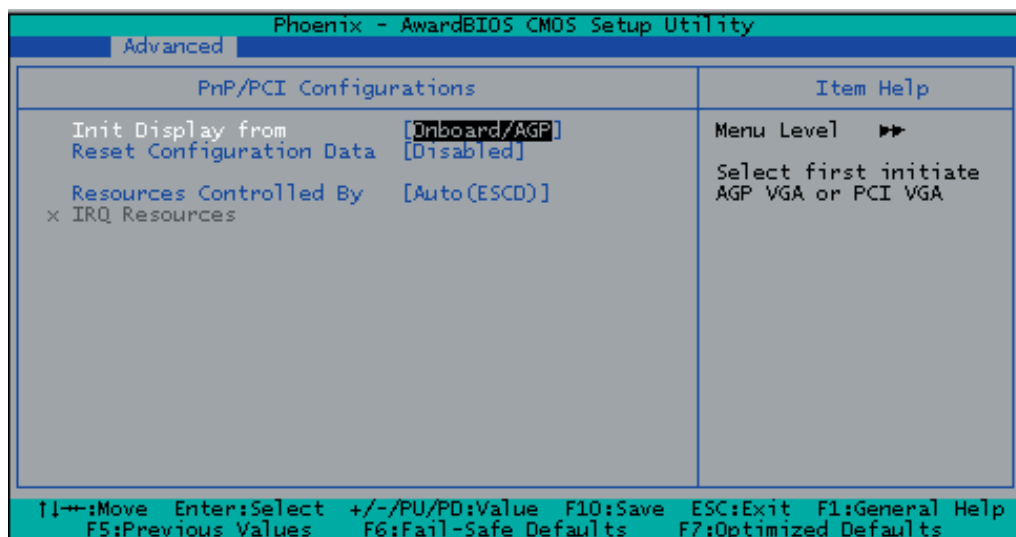 Phoenix - AwardBIOS CMOS Setup Utility
Advanced
PnP/PCI Configurations
Item Help
Init Display from [Onboard/AGP]
Reset Configuration Data [Disabled]
Resources Controlled By [Auto(ESCD)]
x IRQ Resources
Menu Level ▶▶
Select first initiate
AGP VGA or PCI VGA
↑↓→←:Move Enter:Select +/-/PU/PD:Value F10:Save ESC:Exit F1:General Help
F5:Previous Values F6:Fail-Safe Defaults F7:Optimized Defaults